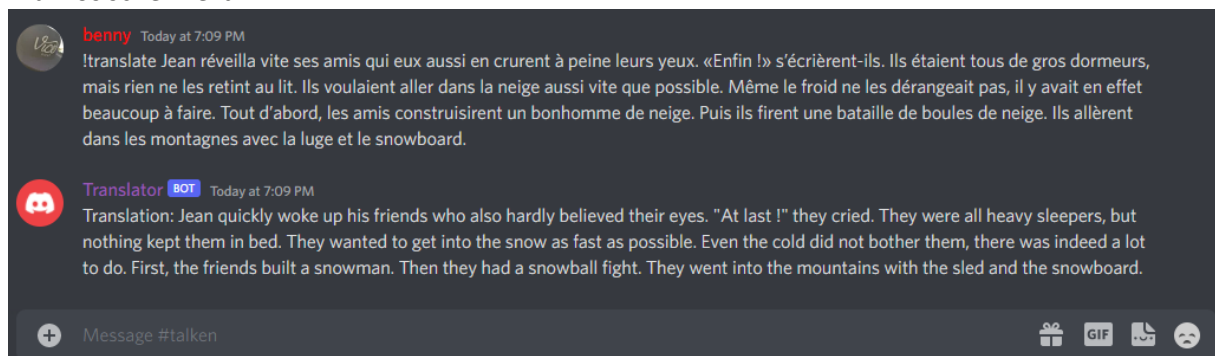 benny Today at 7:09 PM
!translate Jean réveilla vite ses amis qui eux aussi en crurent à peine leurs yeux. «Enfin !» s’écrièrent-ils. Ils étaient tous de gros dormeurs,
mais rien ne les retint au lit. Ils voulaient aller dans la neige aussi vite que possible. Même le froid ne les dérangeait pas, il y avait en effet
beaucoup à faire. Tout d’abord, les amis construisirent un bonhomme de neige. Puis ils firent une bataille de boules de neige. Ils allèrent
dans les montagnes avec la luge et le snowboard.
Translator BOT Today at 7:09 PM
Translation: Jean quickly woke up his friends who also hardly believed their eyes. "At last !" they cried. They were all heavy sleepers, but
nothing kept them in bed. They wanted to get into the snow as fast as possible. Even the cold did not bother them, there was indeed a lot
to do. First, the friends built a snowman. Then they had a snowball fight. They went into the mountains with the sled and the snowboard.
Message #talken GIF